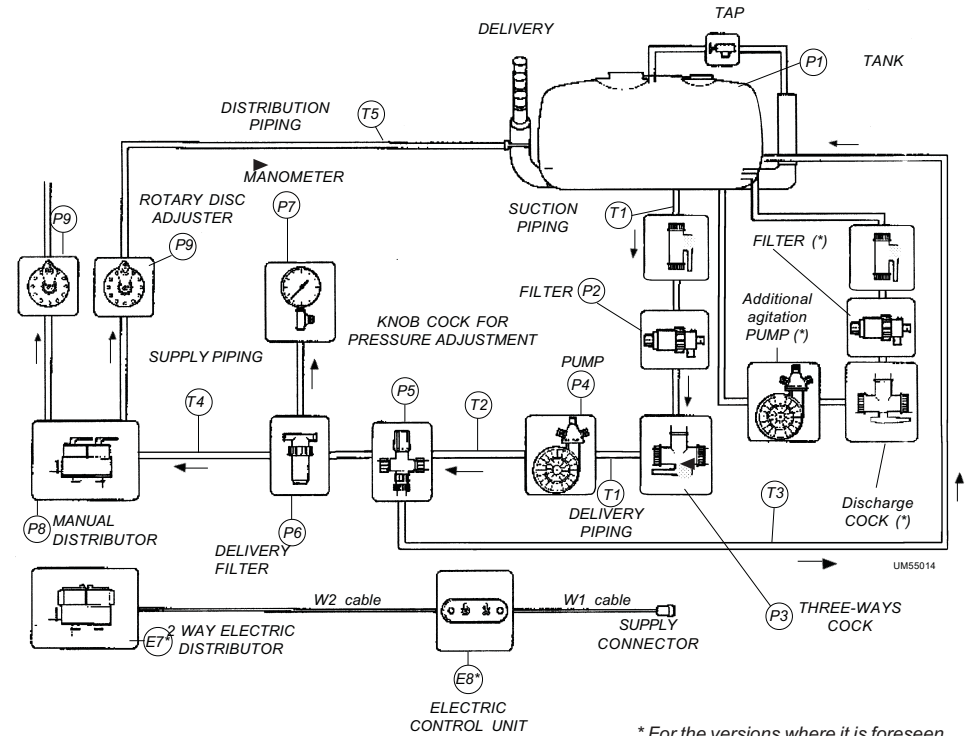 TAP
DELIVERY
P1
TANK
DISTRIBUTION
PIPING
T5
MANOMETER
P7
ROTARY DISC
ADJUSTER
P9
P9
SUCTION
PIPING
T1
FILTER (*)
FILTER
P2
Additional
agitation
PUMP (*)
KNOB COCK FOR
PRESSURE ADJUSTMENT
SUPPLY PIPING
PUMP
P4
P5
T4
T2
T1
T3
P8
MANUAL
DISTRIBUTOR
P6
DELIVERY
FILTER
DELIVERY
PIPING
Discharge
COCK (*)
UM55014
P3
THREE-WAYS
COCK
W2 cable
W1 cable
E7*
2 WAY ELECTRIC
DISTRIBUTOR
SUPPLY
CONNECTOR
E8*
ELECTRIC
CONTROL UNIT
* For the versions where it is foreseen